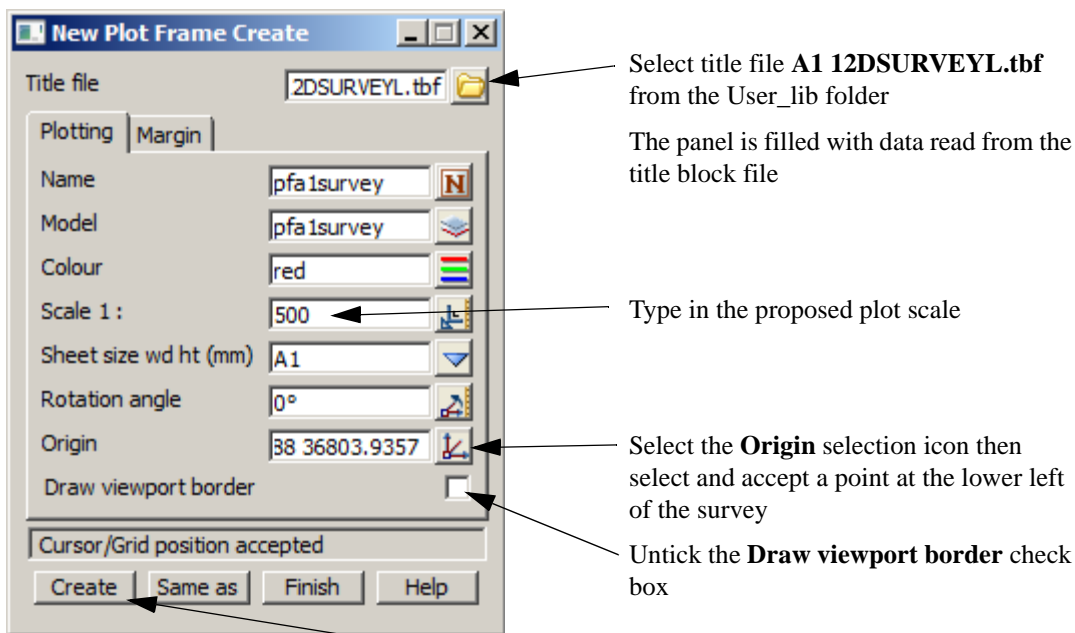 New Plot Frame Create
Title file 2DSURVEYL.tbf
Plotting Margin
Name pfa1survey N
Model pfa1survey
Colour red
Scale 1 : 500
Sheet size wd ht (mm) A1
Rotation angle 0°
Origin 38 36803.9357
Draw viewport border
Cursor/Grid position accepted
Create Same as Finish Help
Select title file A1 12DSURVEYL.tbf
from the User_lib folder
The panel is filled with data read from the
title block file
Type in the proposed plot scale
Select the Origin selection icon then
select and accept a point at the lower left
of the survey
Untick the Draw viewport border check
box